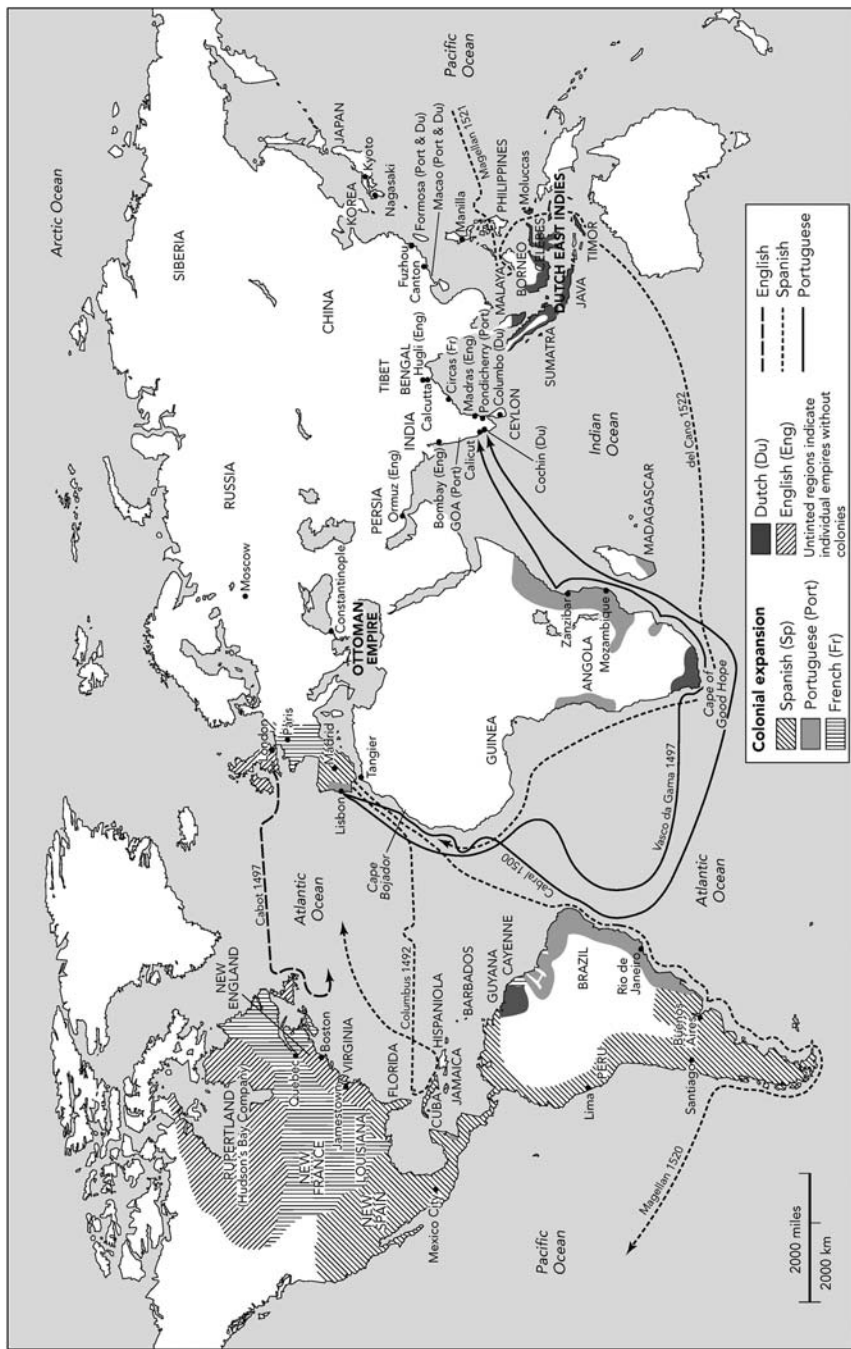 Arctic Ocean
Pacific
Ocean
SIBERIA
RUSSIA
Moscow
CHINA
TIBET
BENGAL
Hugli (Eng)
Calcutta
Circas (Fr)
Madras (Eng)
Pondicherry (Port)
Columbo (Du)
CEYLON
INDIA
Bombay (Eng)
GOA (Port)
Calicut
Cochin (Du)
PERSIA
Ormuz (Eng)
KOREA
JAPAN
Kyoto
Nagasaki
Fuzhou
Canton
Formosa (Port & Du)
Macao (Port & Du)
Manilla
PHILIPPINES
Magellan 1521
Moluccas
MALAYA
BORNEO
CELEBES
DUTCH EAST INDIES
SUMATRA
JAVA
TIMOR
Indian
Ocean
del Cano 1522
MADAGASCAR
Constantinople
OTTOMAN
EMPIRE
London
Paris
Madrid
Lisbon
Tangier
Cape
Bojador
GUINEA
ANGOLA
Zanzibar
Mozambique
Cape of
Good Hope
Vasco da Gama 1497
Cabral 1500
Atlantic
Ocean
Cabot 1497
Atlantic
Ocean
Columbus 1492
NEW
ENGLAND
Boston
Quebec
RUPERTLAND
(Hudson's Bay Company)
NEW
FRANCE
Jamestown
VIRGINIA
LOUISIANA
NEW
SPAIN
FLORIDA
Mexico City
CUBA
HISPANIOLA
JAMAICA
BARBADOS
GUYANA
CAYENNE
BRAZIL
Rio de
Janeiro
PERU
Lima
Santiago
Buenos
Aires
Magellan 1520
Pacific
Ocean
2000 miles
2000 km
Colonial expansion
Spanish (Sp)
Portuguese (Port)
French (Fr)
Dutch (Du)
English (Eng)
Untinted regions indicate
individual empires without
colonies
English
Spanish
Portuguese